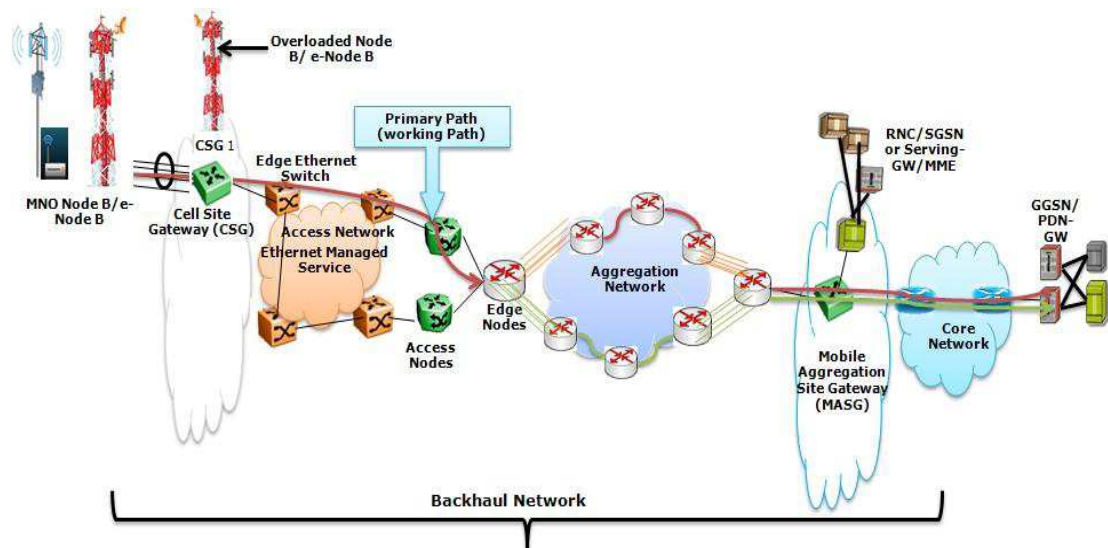 Overloaded Node
B/ e-Node B
Primary Path
(working Path)
RNC/SGSN
or Serving-
GW/MME
CSG 1
Edge Ethernet
Switch
MNO Node B/e-
Node B
Cell Site
Gateway (CSG)
Access Network
Ethernet Managed
Service
GGSN/
PDN-
GW
Aggregation
Network
Edge
Nodes
Access
Nodes
Core
Network
Mobile
Aggregation
Site Gateway
(MASG)
Backhaul Network